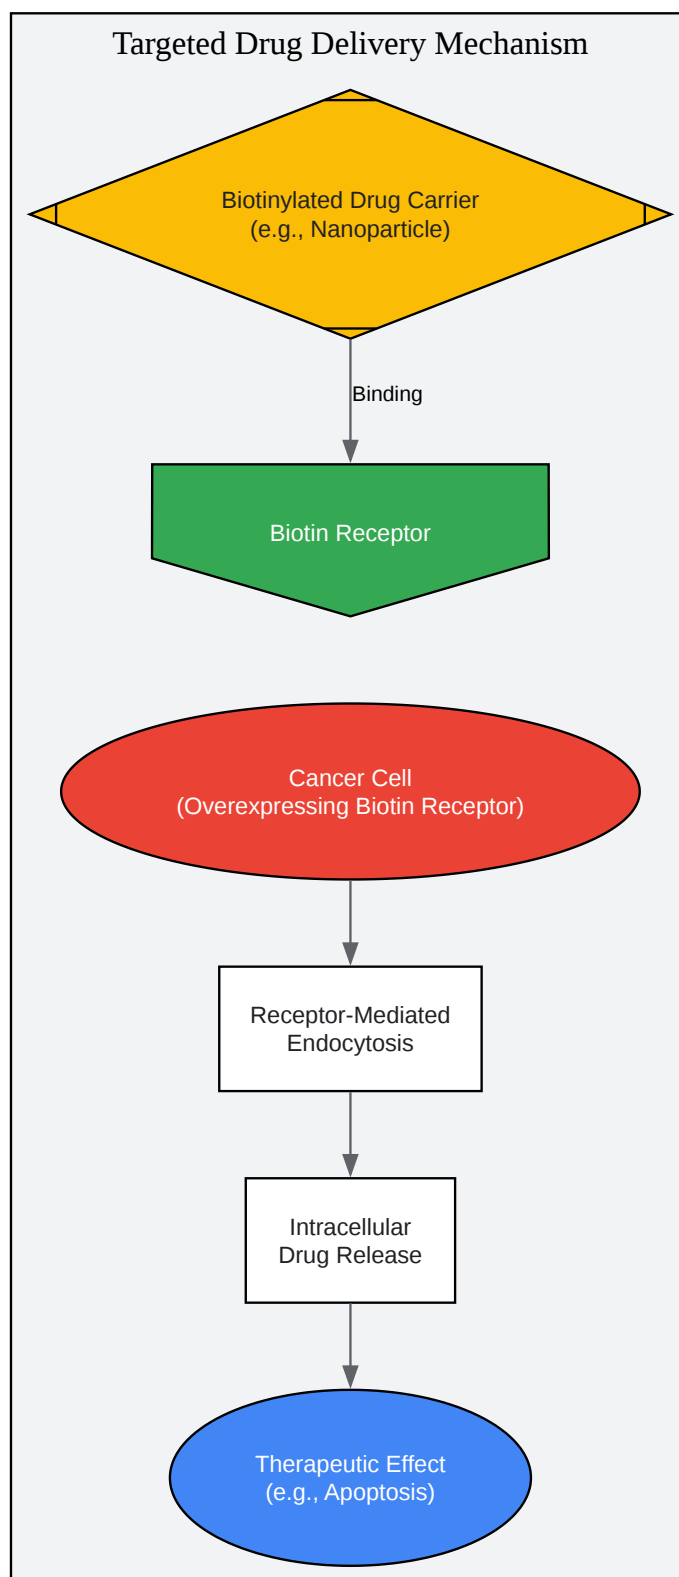 Targeted Drug Delivery Mechanism
Biotinylated Drug Carrier
(e.g., Nanoparticle)
Binding
Biotin Receptor
Cancer Cell
(Overexpressing Biotin Receptor)
Receptor-Mediated
Endocytosis
Intracellular
Drug Release
Therapeutic Effect
(e.g., Apoptosis)